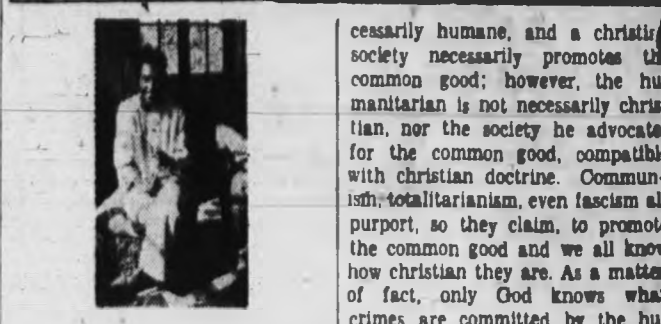 cessarily humane, and a christia
society necessarily promotes th
common good; however, the hu
manitarian is not necessarily chris
tian, nor the society he advocate
for the common good, compatibl
with christian doctrine. Commun-
ism, totalitarianism, even fascism al
purport, so they claim, to promot
the common good and we all know
how christian they are. As a matter
of fact, only God knows what
crimes are committed by the hu